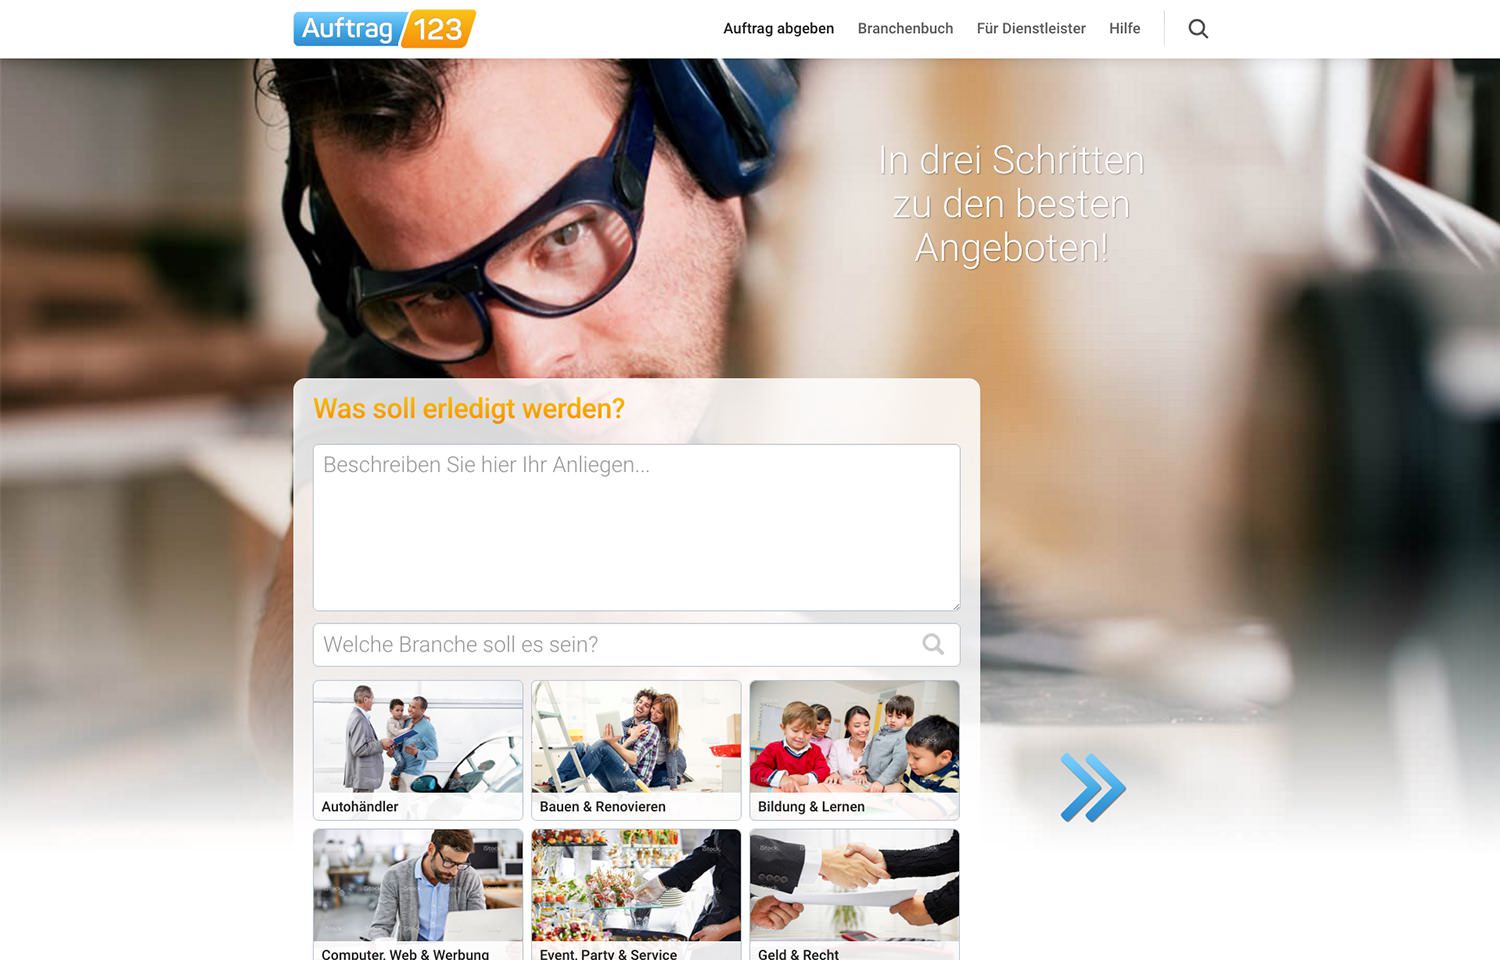 Auftrag 123
Auftrag abgeben
Branchenbuch
Für Dienstleister
Hilfe
In drei Schritten
zu den besten
Angeboten!
Was soll erledigt werden?
Beschreiben Sie hier Ihr Anliegen...
Welche Branche soll es sein?
Autohändler
Bauen & Renovieren
Bildung & Lernen
Computer, Web & Werbung
Event, Party & Service
Geld & Recht